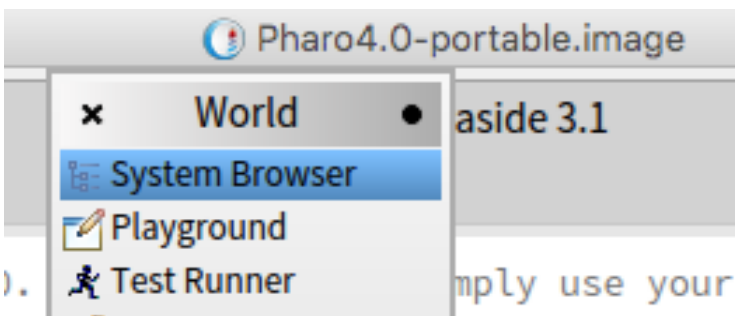 Pharo4.0-portable.image
World
aside 3.1
System Browser
Playground
Test Runner
mply use your